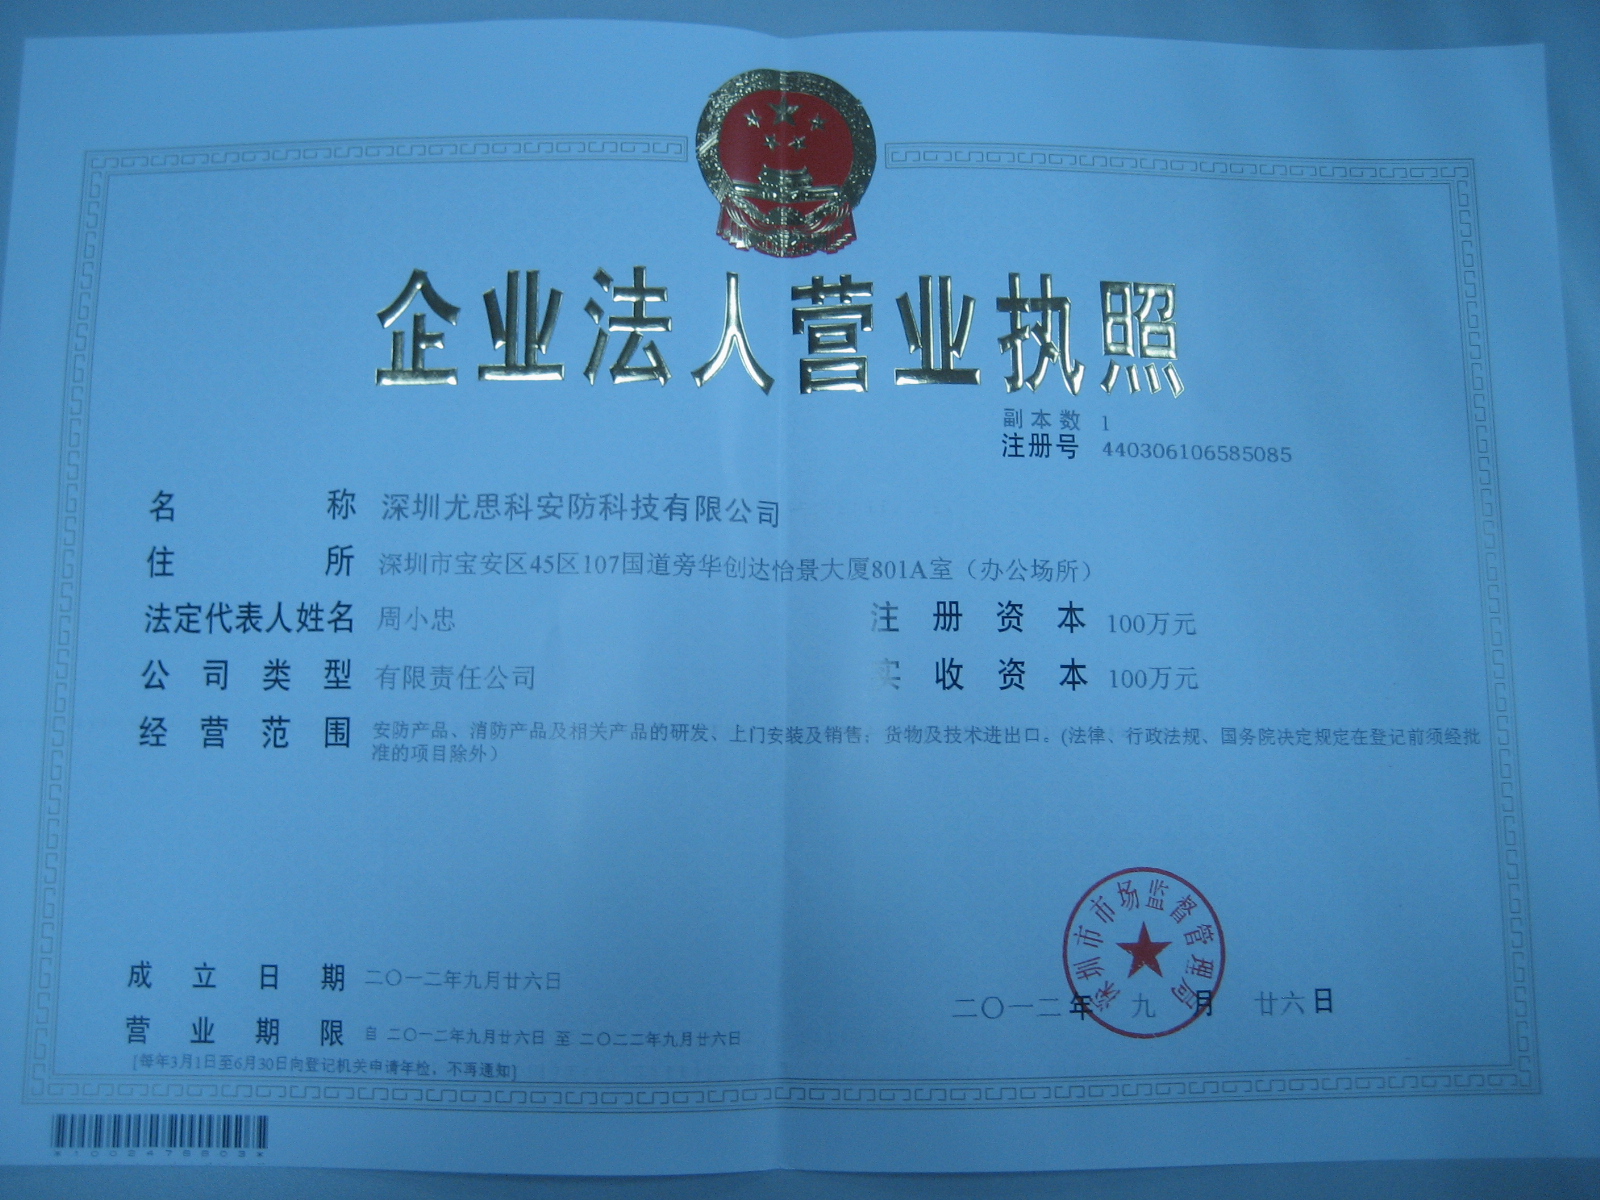 企业法人营业执照
副本数 1
注册号 440306106585085
名称 深圳尤思科安防科技有限公司
住所 深圳市宝安区45区107国道旁华创达怡景大厦801A室（办公场所）
法定代表人姓名 周小忠 注册资本 100万元
公司类型 有限责任公司 实收资本 100万元
经营范围 安防产品、消防产品及相关产品的研发、上门安装及销售；货物及技术进出口。(法律、行政法规、国务院决定规定在登记前须经批
准的项目除外）
深圳市市场监督管理局
成立日期 二〇一二年九月廿六日
二〇一二年 九月 廿六日
营业期限 自 二〇一二年九月廿六日 至 二〇二二年九月廿六日
[每年3月1日至6月30日向登记机关申请年检，不再通知]